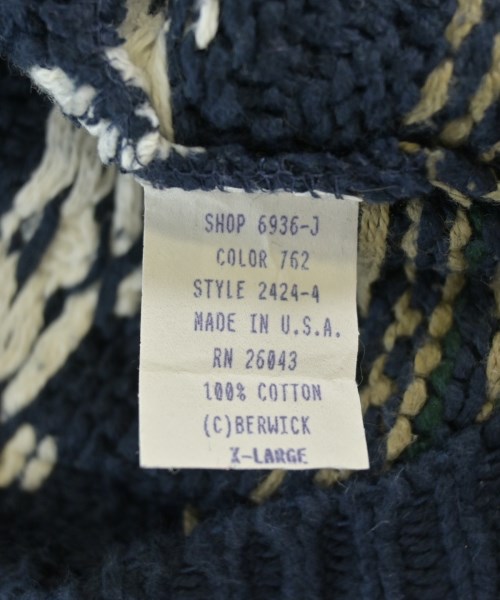 SHOP 6936-J
COLOR 762
STYLE 2424-4
MADE IN U.S.A.
RN 26043
100% COTTON
(C)BERWICK
X-LARGE